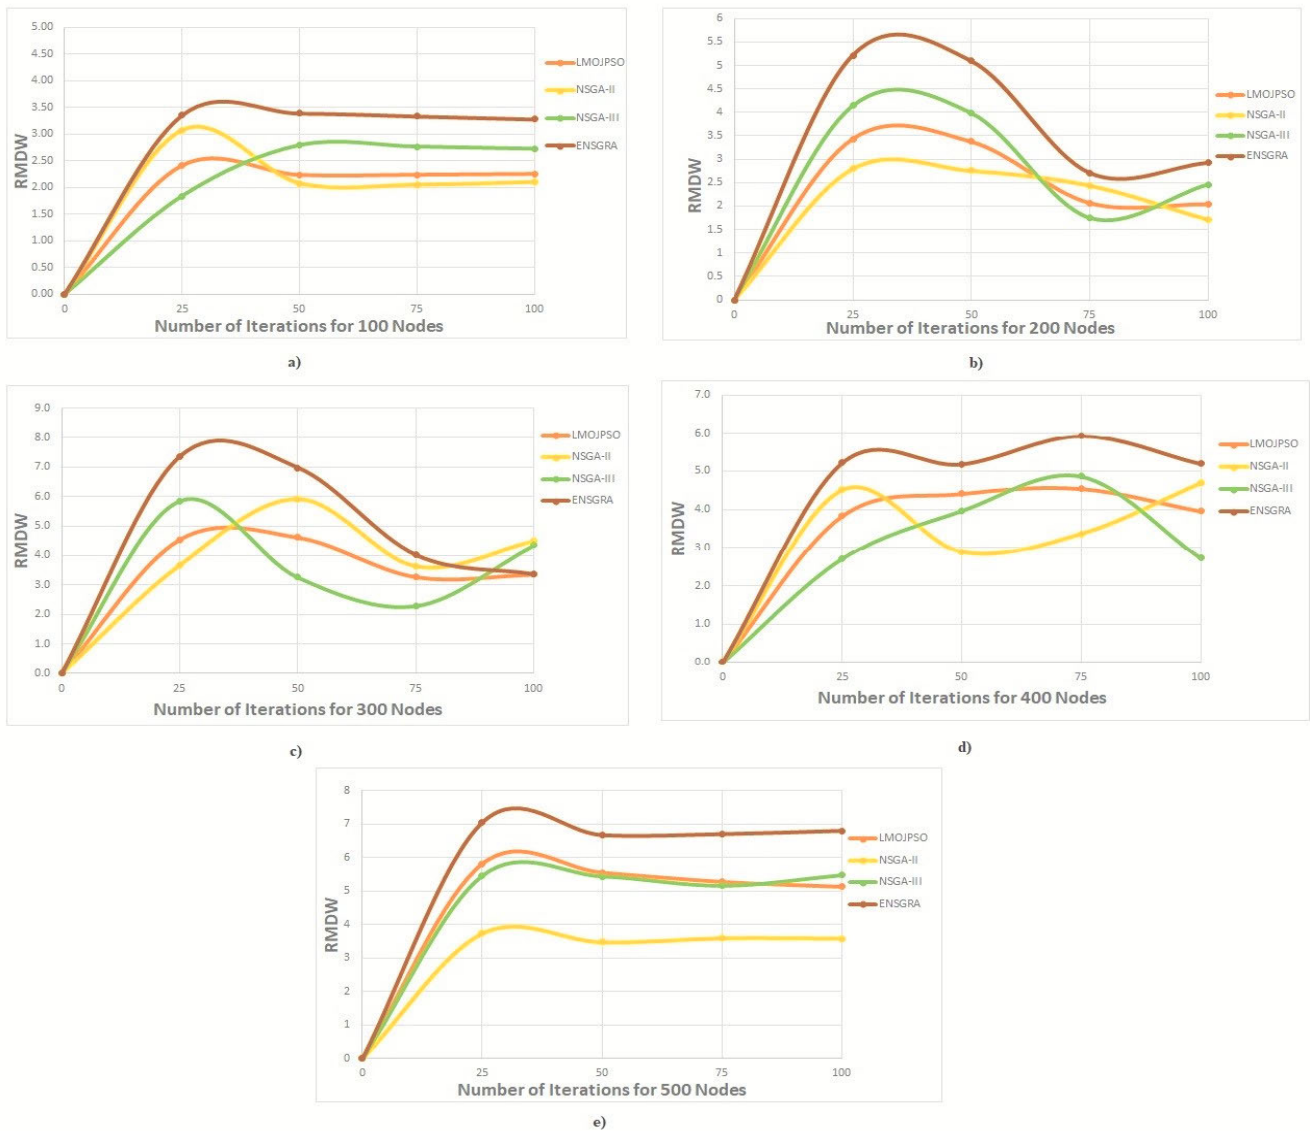 5.00
4.50
4.00
3.50
3.00
2.50
2.00
1.50
1.00
0.50
0.00
RMDW
0 25 50 75 100
Number of Iterations for 100 Nodes
LMOJPSO
NSGA-II
NSGA-III
ENSGRA
a)
6
5.5
5
4.5
4
3.5
3
2.5
2
1.5
1
0.5
0
RMDW
0 25 50 75 100
Number of Iterations for 200 Nodes
LMOJPSO
NSGA-II
NSGA-III
ENSGRA
b)
9.0
8.0
7.0
6.0
5.0
4.0
3.0
2.0
1.0
0.0
RMDW
0 25 50 75 100
Number of Iterations for 300 Nodes
LMOJPSO
NSGA-II
NSGA-III
ENSGRA
c)
7.0
6.0
5.0
4.0
3.0
2.0
1.0
0.0
RMDW
0 25 50 75 100
Number of Iterations for 400 Nodes
LMOJPSO
NSGA-II
NSGA-III
ENSGRA
d)
8
7
6
5
4
3
2
1
0
RMDW
0 25 50 75 100
Number of Iterations for 500 Nodes
LMOJPSO
NSGA-II
NSGA-III
ENSGRA
e)